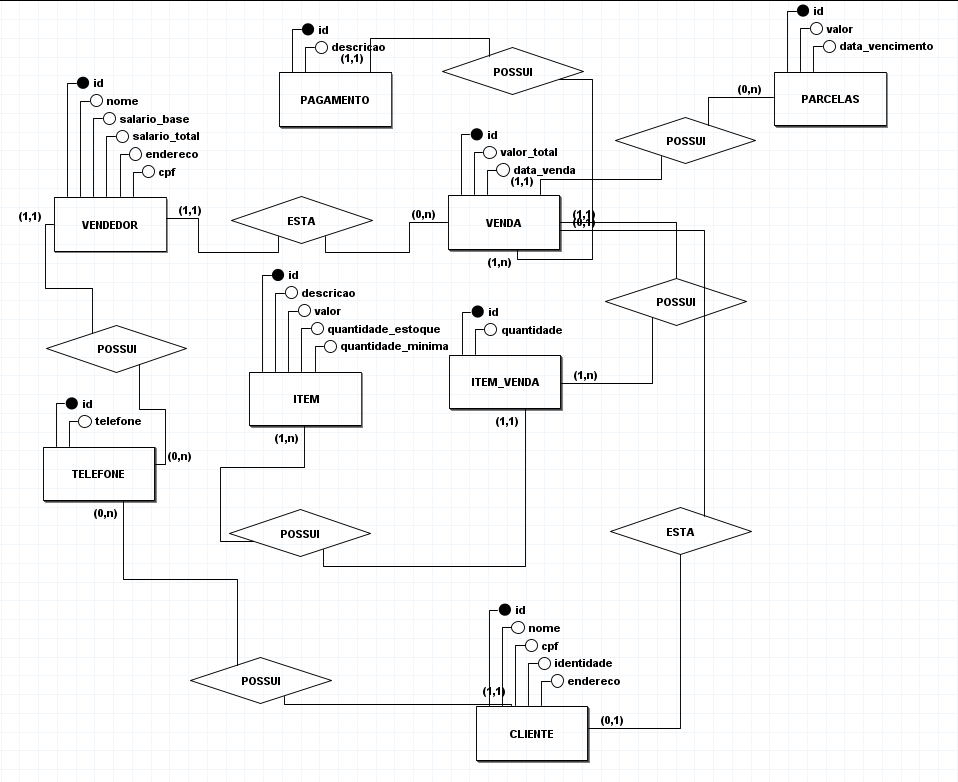 id
descricao
(1,1)
PAGAMENTO
POSSUI
id
valor
data_vencimento
(0,n)
PARCELAS
POSSUI
id
nome
salario_base
salario_total
endereco
cpf
(1,1)
VENDEDOR
(1,1)
ESTA
(0,n)
id
valor_total
data_venda
(1,1)
VENDA
(1,1)
(0,1)
(1,n)
id
descricao
valor
quantidade_estoque
quantidade_minima
ITEM
(1,n)
id
quantidade
ITEM_VENDA
(1,n)
(1,1)
POSSUI
POSSUI
id
telefone
(0,n)
TELEFONE
(0,n)
POSSUI
ESTA
id
nome
cpf
identidade
endereco
(1,1)
CLIENTE
(0,1)
POSSUI